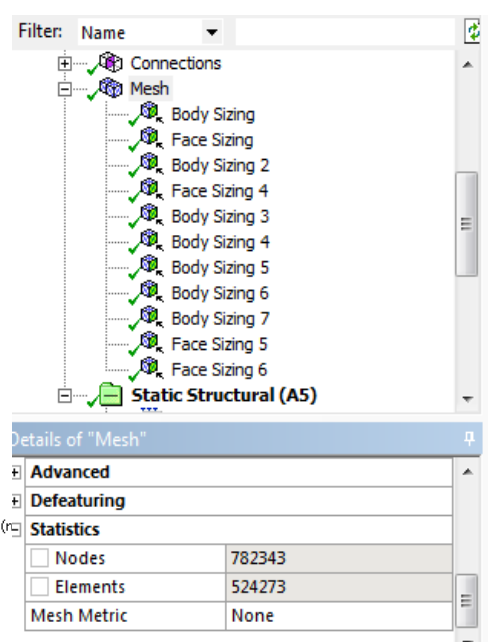 Filter: Name
Connections
Mesh
Body Sizing
Face Sizing
Body Sizing 2
Face Sizing 4
Body Sizing 3
Body Sizing 4
Body Sizing 5
Body Sizing 6
Body Sizing 7
Face Sizing 5
Face Sizing 6
Static Structural (A5)
Details of "Mesh"
Advanced
Defeaturing
Statistics
Nodes 782343
Elements 524273
Mesh Metric None